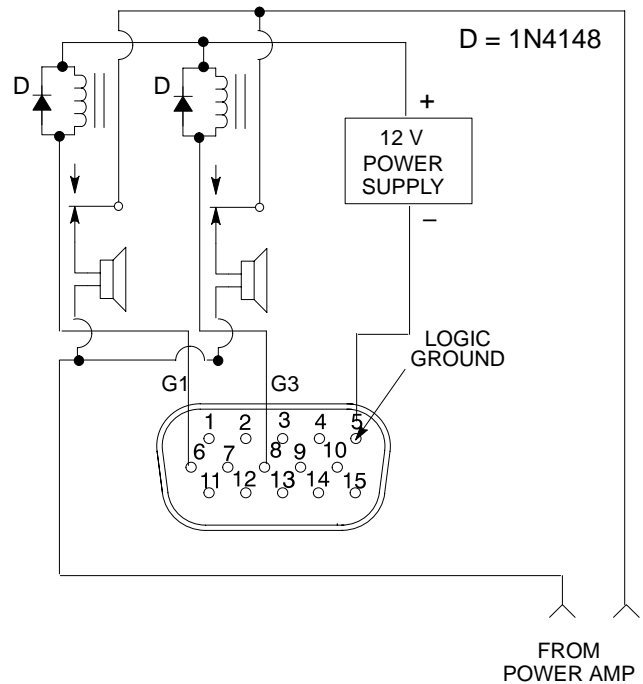 D = 1N4148
D
D
+
12 V
POWER
SUPPLY
–
LOGIC
GROUND
G1
G3
1 2 3 4 5
6 7 8 9 10
11 12 13 14 15
FROM
POWER AMP